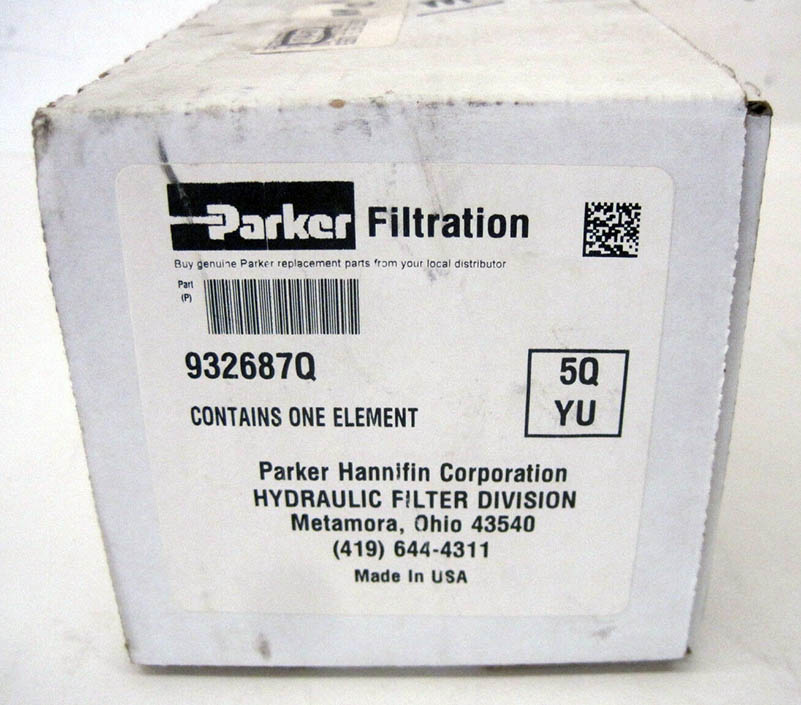 Parker Filtration
Buy genuine Parker replacement parts from your local distributor
Part
(P)
932687Q
5Q
YU
CONTAINS ONE ELEMENT
Parker Hannifin Corporation
HYDRAULIC FILTER DIVISION
Metamora, Ohio 43540
(419) 644-4311
Made In USA